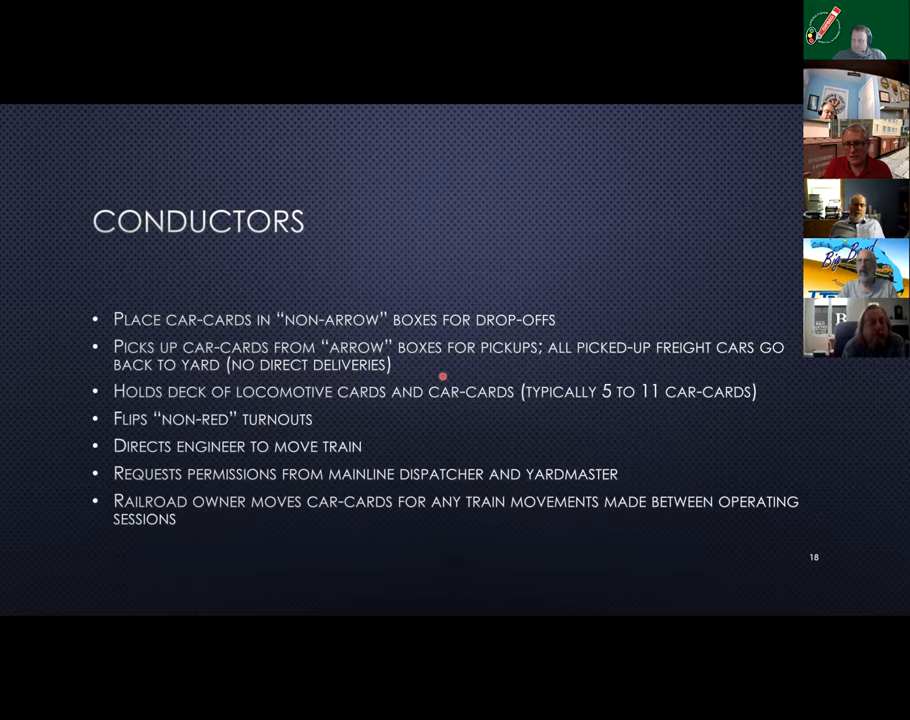 CONDUCTORS
• PLACE CAR-CARDS IN “NON-ARROW” BOXES FOR DROP-OFFS
• PICKS UP CAR-CARDS FROM “ARROW” BOXES FOR PICKUPS; ALL PICKED-UP FREIGHT CARS GO
BACK TO YARD (NO DIRECT DELIVERIES)
• HOLDS DECK OF LOCOMOTIVE CARDS AND CAR-CARDS (TYPICALLY 5 TO 11 CAR-CARDS)
• FLIPS “NON-RED” TURNOUTS
• DIRECTS ENGINEER TO MOVE TRAIN
• REQUESTS PERMISSIONS FROM MAINLINE DISPATCHER AND YARDMASTER
• RAILROAD OWNER MOVES CAR-CARDS FOR ANY TRAIN MOVEMENTS MADE BETWEEN OPERATING
SESSIONS
18
Big Bend